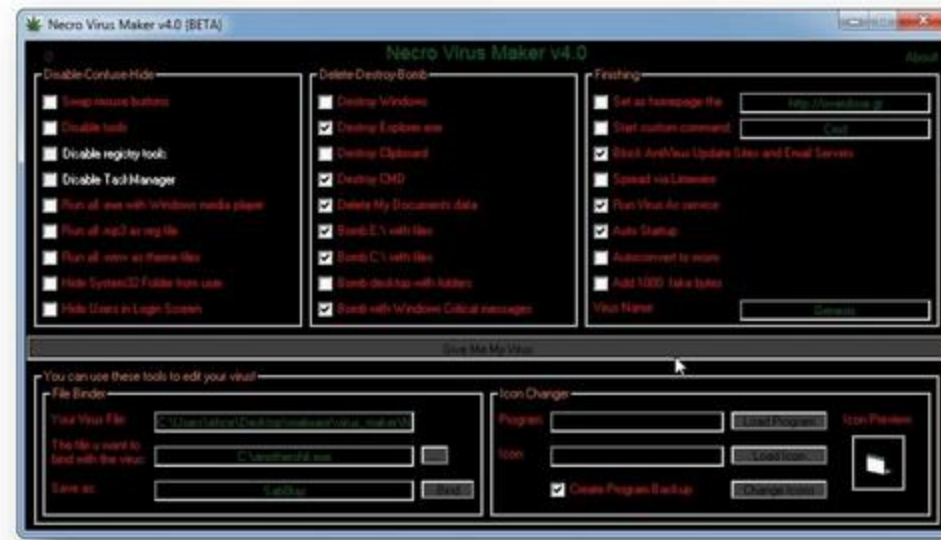 Necro Virus Maker v4.0 (BETA)
Necro Virus Maker v4.0
About
Disable-Confuse-Hide
Swap mouse buttons
Disable tools
Disable registry tools
Disable TaskManager
Run all .exe with Windows media player
Run all .mp3 as reg file
Run all .wmv as theme files
Hide System32 Folder from user
Hide Users in Login Screen
Delete-Destroy-Bomb
Destroy Windows
Destroy Explorer.exe
Destroy Clipboard
Destroy CMD
Delete My Documents data
Bomb E:\ with files
Bomb C:\ with files
Bomb desktop with folders
Bomb with Windows Critical messages
Finishing
Set as homepage the
Start custom command
Block AntiVirus Update Sites and Email Servers
Spread via Limewire
Run Virus As service
Auto Startup
Autoconvert to worm
Add 1000 fake bytes
Virus Name:
Genesis
Give Me My Virus
You can use these tools to edit your virus!
File Binder
Your Virus File:
The file u want to
bind with the virus:
Save as:
Bind
Icon Changer
Program:
Load Program
Icon Preview:
Icon:
Load Icon
Create Program Backup
Change Icons